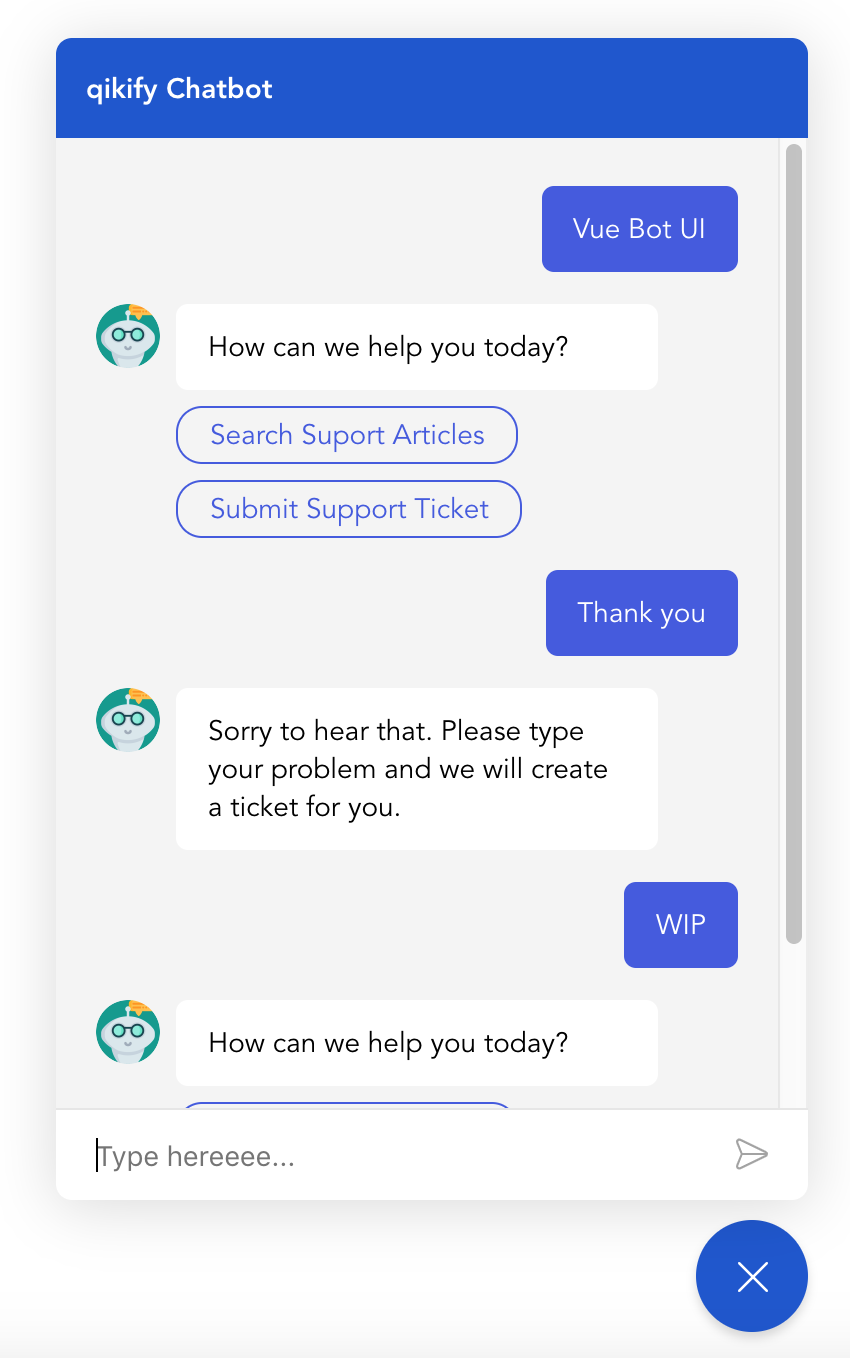 qikify Chatbot
Vue Bot UI
How can we help you today?
Search Suport Articles
Submit Support Ticket
Thank you
Sorry to hear that. Please type
your problem and we will create
a ticket for you.
WIP
How can we help you today?
Type hereeee...